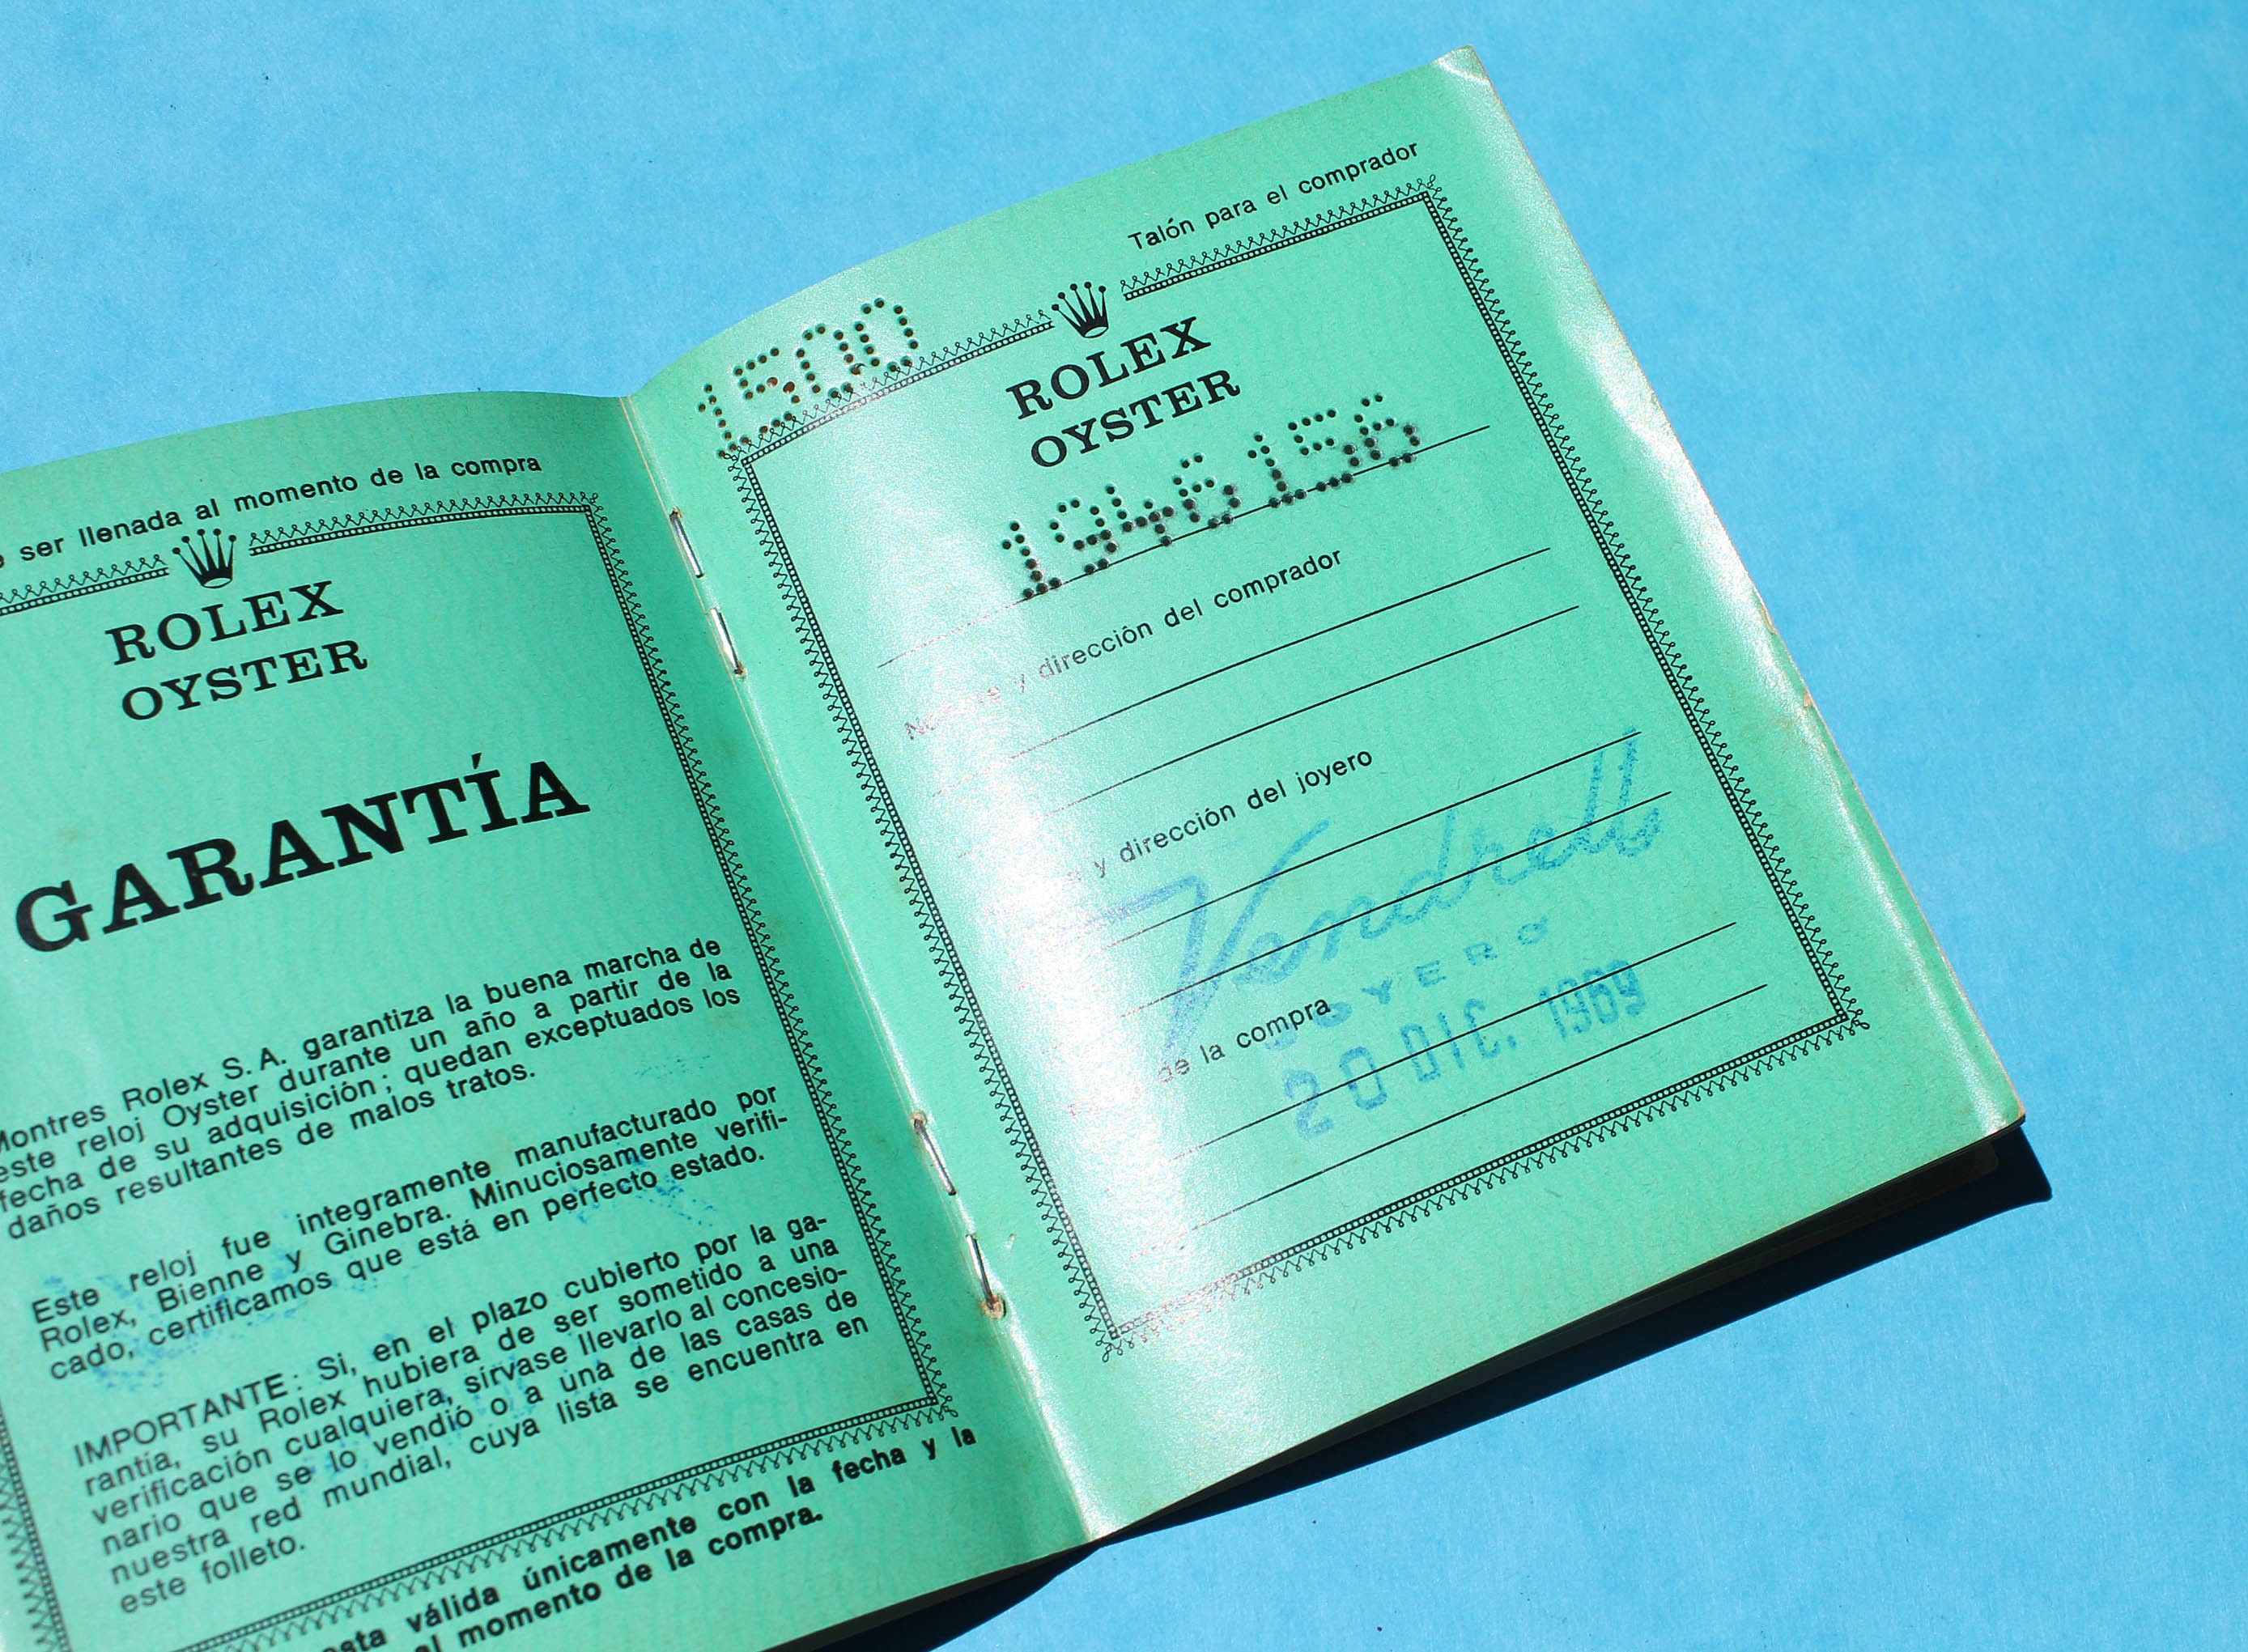 ser llenada al momento de la compra
ROLEX
OYSTER
GARANTÍA
Montres Rolex S. A. garantiza la buena marcha de
este reloj Oyster durante un año a partir de la
fecha de su adquisición; quedan exceptuados los
daños resultantes de malos tratos.
Este reloj fue integramente manufacturado por
Rolex, Bienne y Ginebra. Minuciosamente verifi-
cado, certificamos que está en perfecto estado.
IMPORTANTE: Si, en el plazo cubierto por la ga-
rantia, su Rolex hubiera de ser sometido a una
verificación cualquiera, sírvase llevarlo al concesio-
nario que se lo vendió o a una de las casas de
nuestra red mundial, cuya lista se encuentra en
este folleto.
válida únicamente con la fecha y la
al momento de la compra.
Talón para el comprador
1500
ROLEX
OYSTER
1946156
Nombre y dirección del comprador
y dirección del joyero
Vendrell
JOYERO
de la compra
20 DIC. 1969